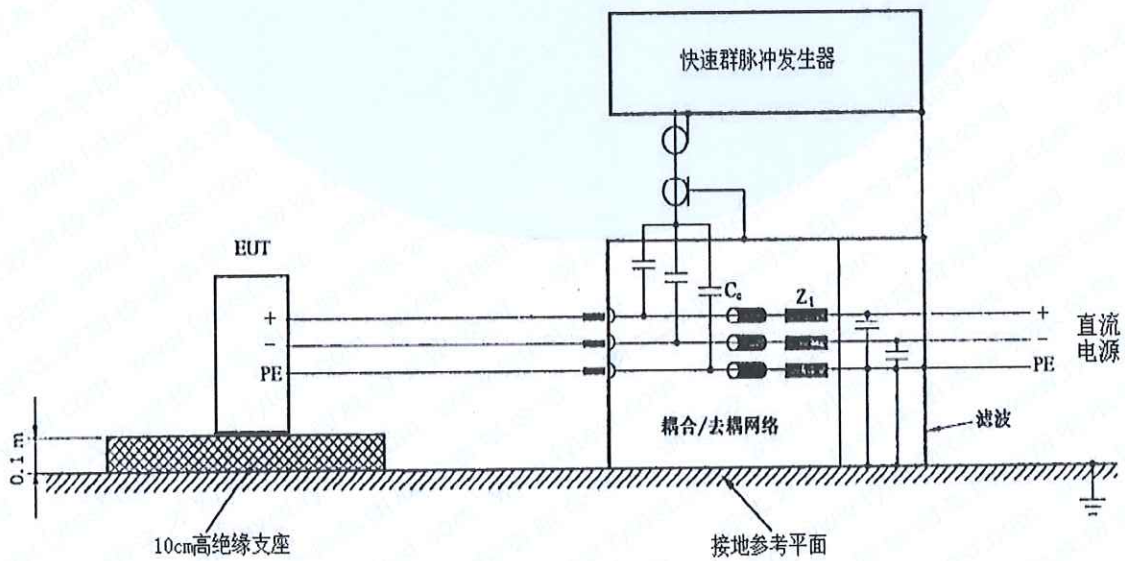 快速群脉冲发生器
EUT
Cc
Z1
+
+
直流
-
-
电源
PE
PE
耦合/去耦网络
滤波
0.1 m
10cm高绝缘支座
接地参考平面